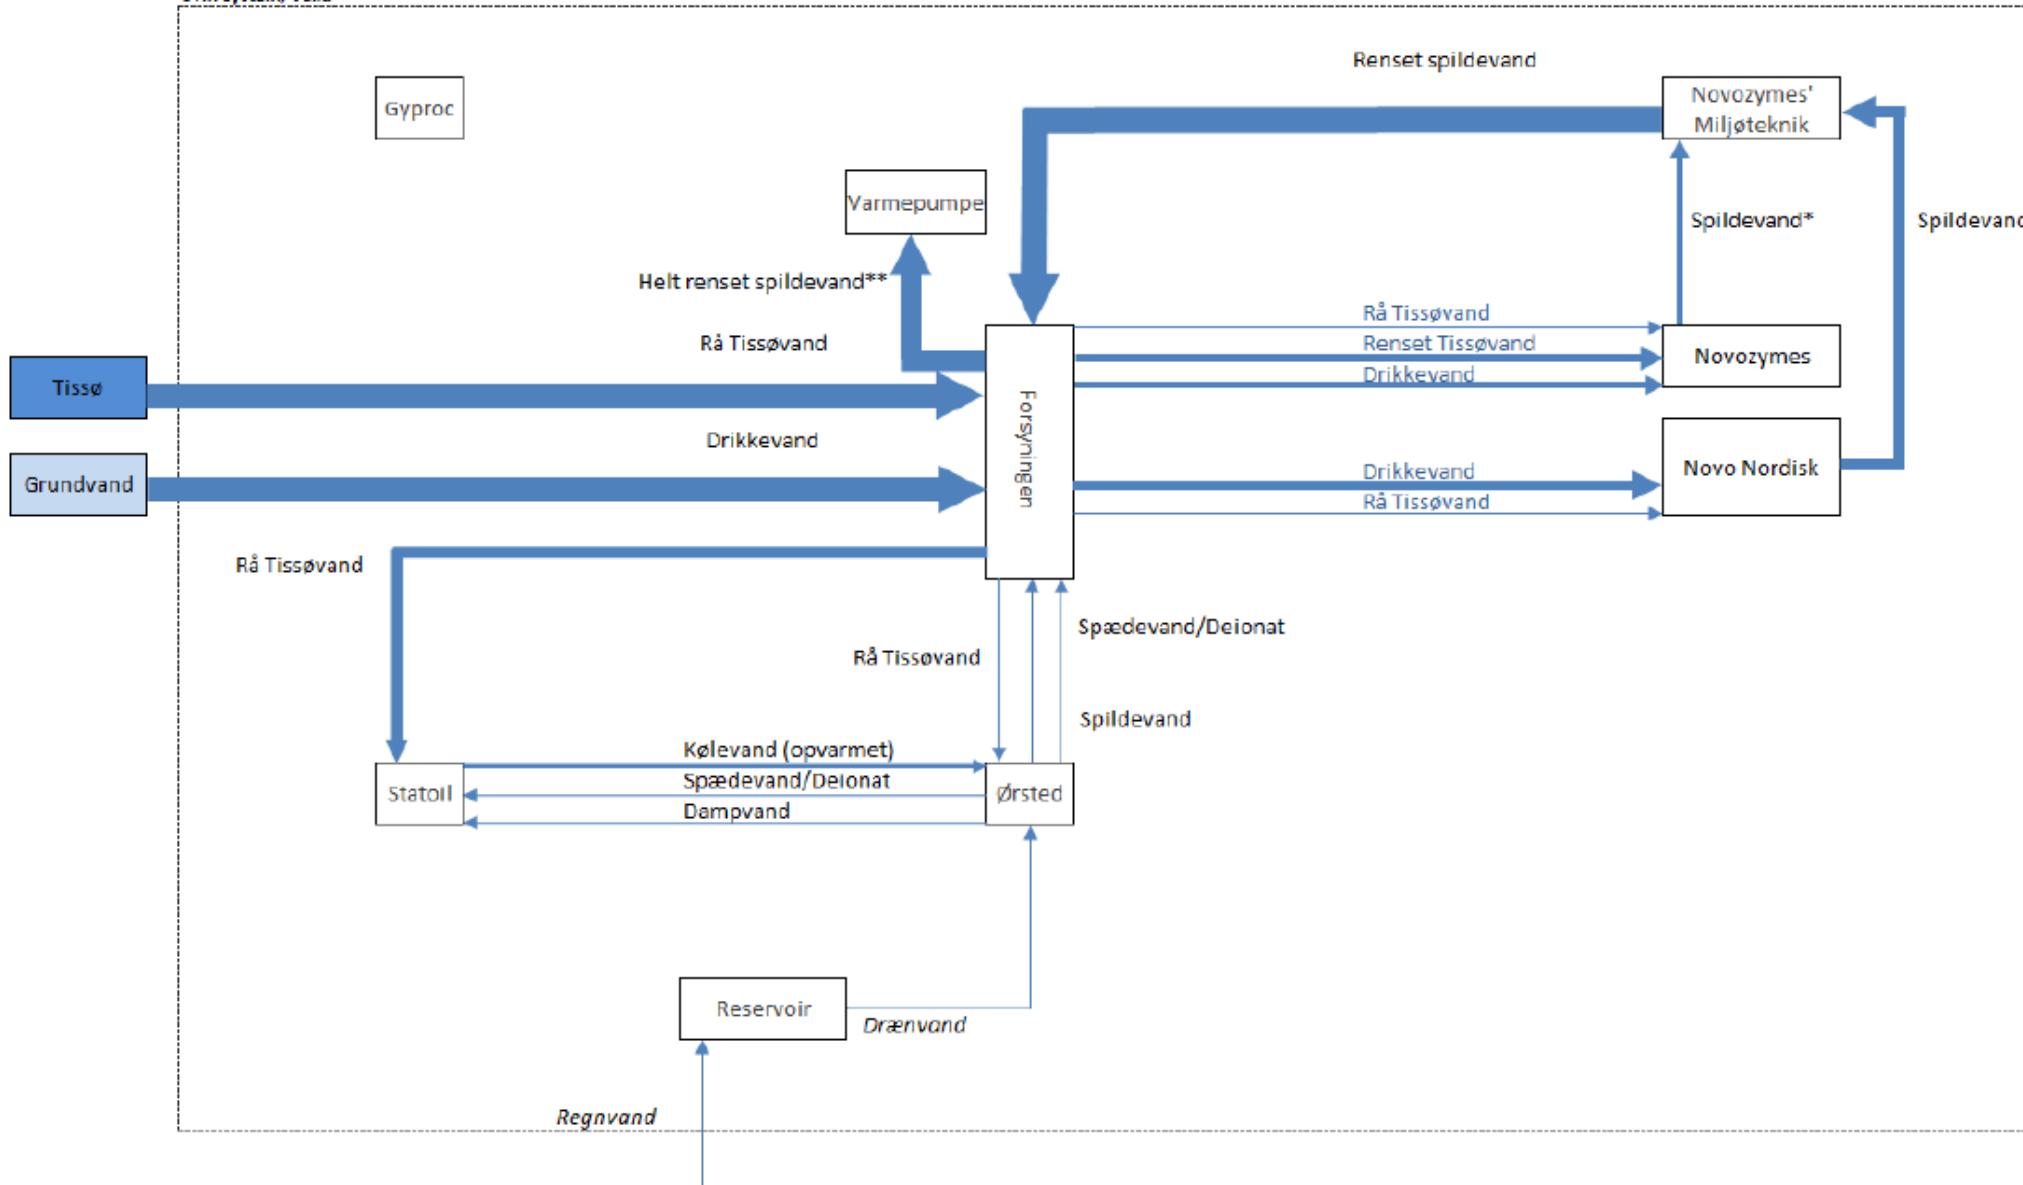 Renset spildevand
Gyproc
Novozymes'
Miljøteknik
Varmepumpe
Spildevand*
Spildevand
Helt renset spildevand**
Rå Tissøvand
Rå Tissøvand
Renset Tissøvand
Novozymes
Tissø
Drikkevand
Forsyningen
Drikkevand
Grundvand
Drikkevand
Novo Nordisk
Rå Tissøvand
Rå Tissøvand
Spædevand/Deionat
Rå Tissøvand
Spildevand
Kølevand (opvarmet)
Spædevand/Deionat
Statoil
Ørsted
Dampvand
Reservoir
Drænvand
Regnvand